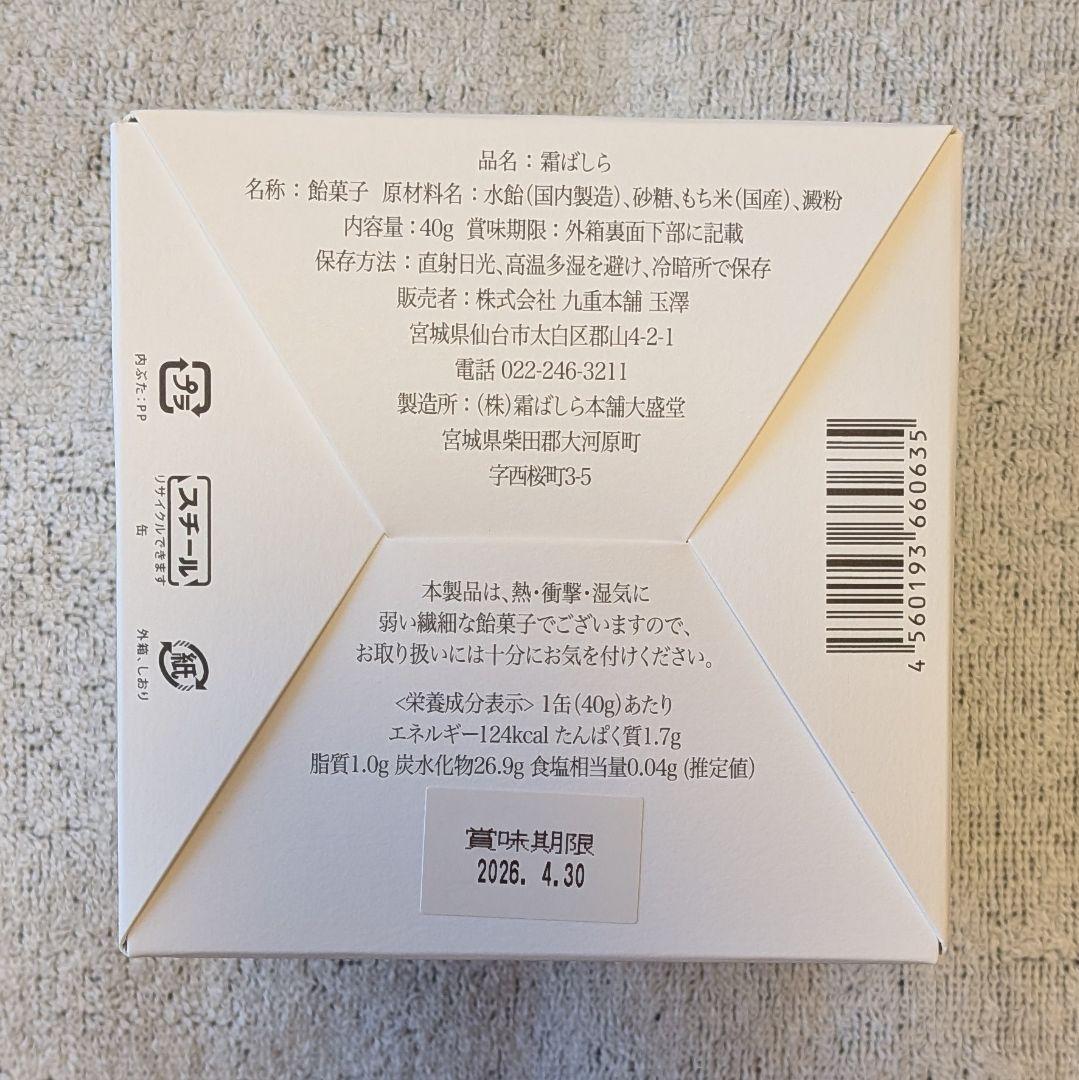 品名：霜ばしら
名称：飴菓子 原材料名：水飴（国内製造）、砂糖、もち米（国産）、澱粉
内容量：40g 賞味期限：外箱裏面下部に記載
保存方法：直射日光、高温多湿を避け、冷暗所で保存
販売者：株式会社 九重本舗 玉澤
宮城県仙台市太白区郡山4-2-1
電話 022-246-3211
製造所：（株）霜ばしら本舗大盛堂
宮城県柴田郡大河原町
字西桜町3-5
プラ
内ぶた：PP
スチール
リサイクルできます
缶
紙
外箱、しおり
4560193660635
本製品は、熱・衝撃・湿気に
弱い繊細な飴菓子でございますので、
お取り扱いには十分にお気を付けください。
<栄養成分表示> 1缶（40g）あたり
エネルギー124kcal たんぱく質1.7g
脂質1.0g 炭水化物26.9g 食塩相当量0.04g（推定値）
賞味期限
2026. 4.30